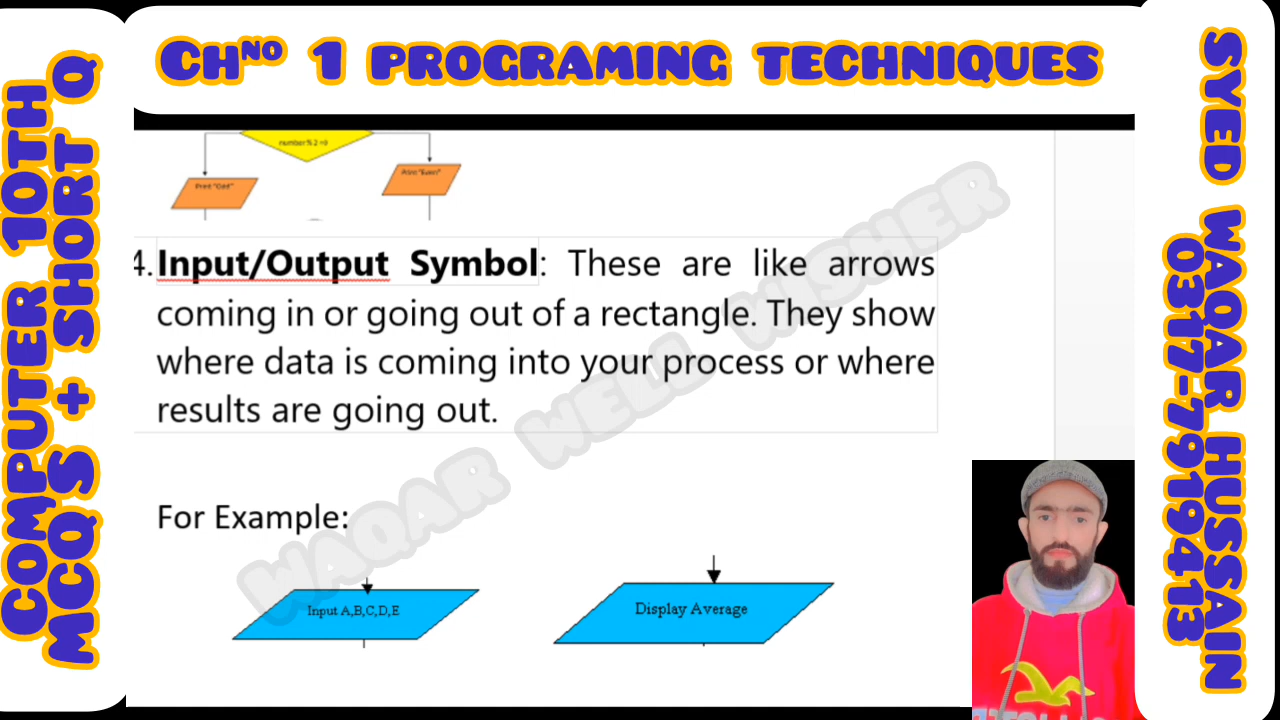 CHNO 1 PROGRAMING TECHNIQUES
COMPUTER 10TH
MCQ S + SHORT Q
number % 2 =0
Print "Odd"
Print "Even"
4. Input/Output Symbol: These are like arrows
coming in or going out of a rectangle. They show
where data is coming into your process or where
results are going out.
For Example:
Input A,B,C,D,E
Display Average
WAQAR WELL WISHER
SYED WAQAR HUSSAIN
0317-7919413